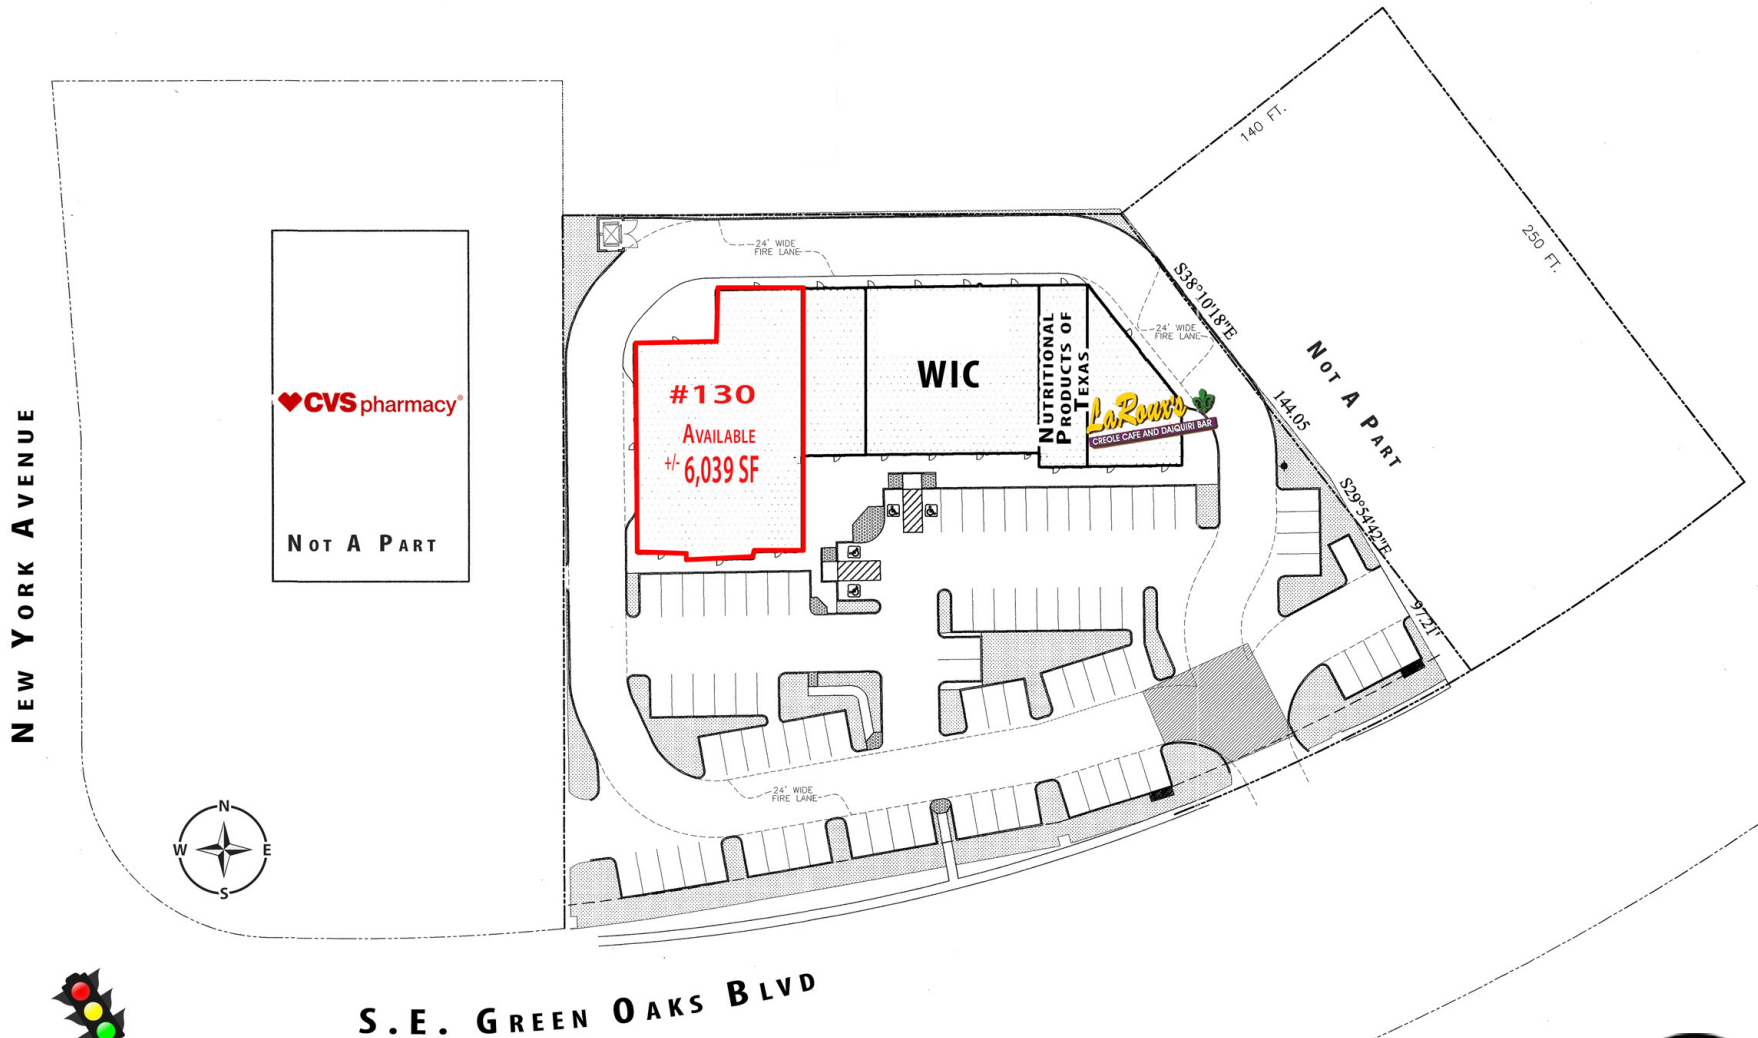 140 FT.
250 FT.
24' WIDE
FIRE LANE
S38°10'18"E
24' WIDE
FIRE LANE
NOT A PART
144.05
S29°54'42"E
97.21'
#130
AVAILABLE
+/- 6,039 SF
WIC
NUTRITIONAL
PRODUCTS OF
TEXAS
LaRoux's
CREOLE CAFE AND DAIQUIRI BAR
CVS pharmacy®
NOT A PART
NEW YORK AVENUE
24' WIDE
FIRE LANE
N
W E
S
S.E. GREEN OAKS BLVD